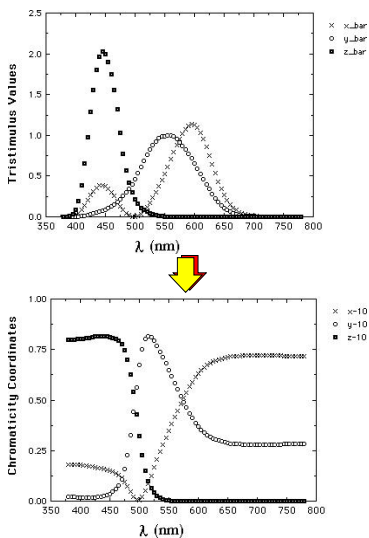 2.5
2.0
1.5
1.0
0.5
0.0
Tristimulus Values
350 400 450 500 550 600 650 700 750 800
λ (nm)
x_bar
y_bar
z_bar
1.00
0.75
0.50
0.25
0.00
Chromaticity Coordinates
350 400 450 500 550 600 650 700 750 800
λ (nm)
x-10
y-10
z-10